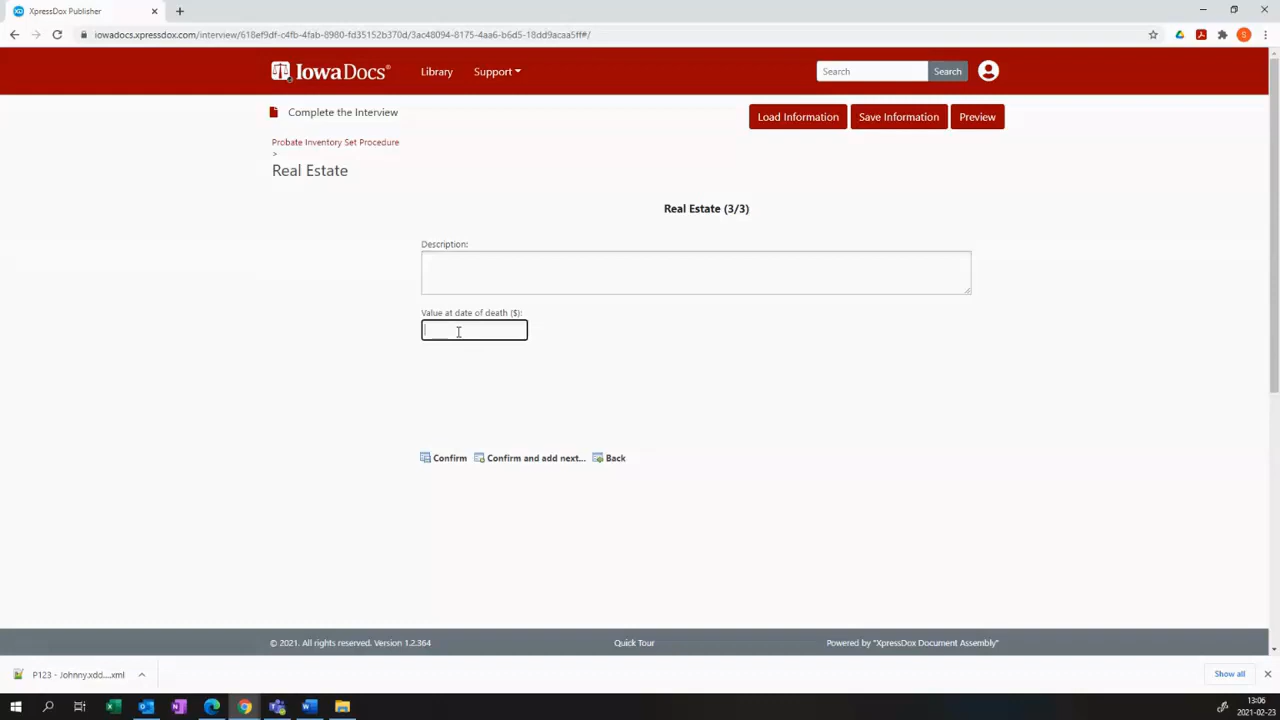 XpressDox Publisher
iowadocs.xpressdox.com/interview/618ef9df-c4fb-4fab-8980-fd35152b370d/3ac48094-8175-4aa6-b6d5-18dd9acaa5ff#/
S
IowaDocs®
Library
Support
Search
Search
Complete the Interview
Load Information
Save Information
Preview
Probate Inventory Set Procedure
>
Real Estate
Real Estate (3/3)
Description:
Value at date of death ($):
Confirm
Confirm and add next...
Back
© 2021. All rights reserved. Version 1.2.364
Quick Tour
Powered by "XpressDox Document Assembly"
P123 - Johnny.xdd....xml
Show all
13:06
2021-02-23